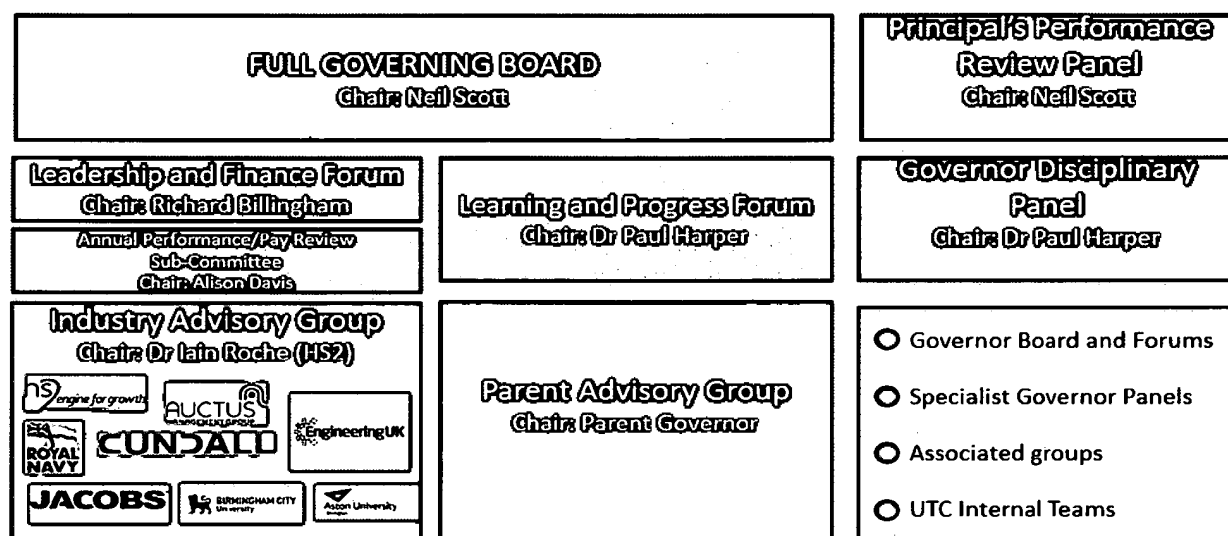 FULL GOVERNING BOARD
Chair: Neil Scott
Principal's Performance
Review Panel
Chair: Neil Scott
Leadership and Finance Forum
Chair: Richard Billingham
Annual Performance/Pay Review
Sub-Committee
Chair: Alison Davis
Learning and Progress Forum
Chair: Dr Paul Harper
Governor Disciplinary
Panel
Chair: Dr Paul Harper
Industry Advisory Group
Chair: Dr Iain Roche (HS2)
hs2
engine for growth
AUCTUS
MANAGEMENT GROUP
ROYAL
NAVY
CUNDALL
EngineeringUK
JACOBS
BIRMINGHAM CITY
University
Aston University
Parent Advisory Group
Chair: Parent Governor
Governor Board and Forums
Specialist Governor Panels
Associated groups
UTC Internal Teams